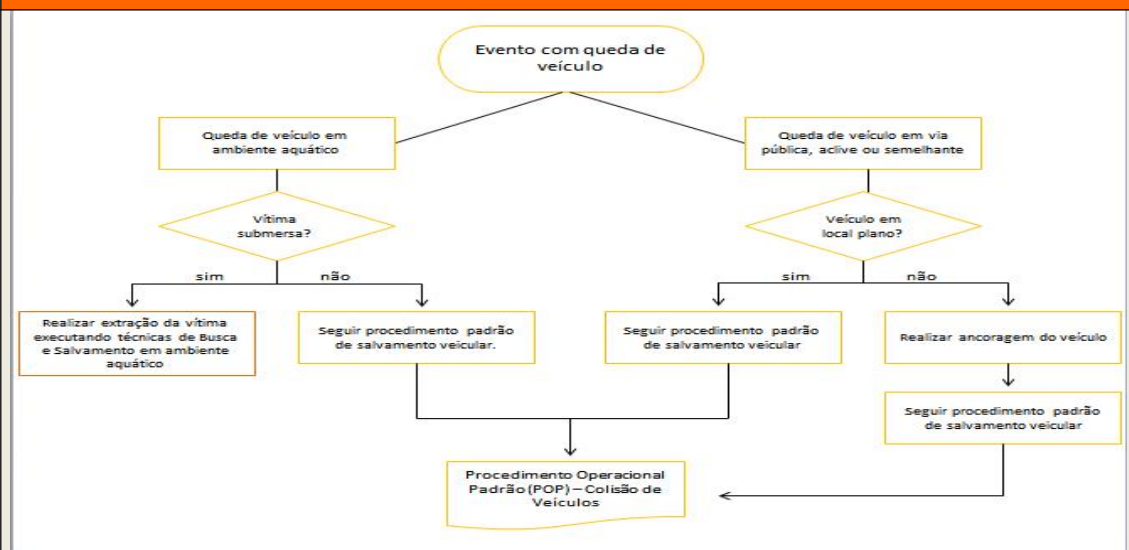 Evento com queda de
veículo
Queda de veículo em
ambiente aquático
Queda de veículo em via
pública, aclive ou semelhante
Vítima
submersa?
Veículo em
local plano?
sim
não
sim
não
Realizar extração da vítima
executando técnicas de Busca
e Salvamento em ambiente
aquático
Seguir procedimento padrão
de salvamento veicular.
Seguir procedimento padrão
de salvamento veicular
Realizar ancoragem do veículo
Seguir procedimento padrão
de salvamento veicular
Procedimento Operacional
Padrão (POP) – Colisão de
Veículos